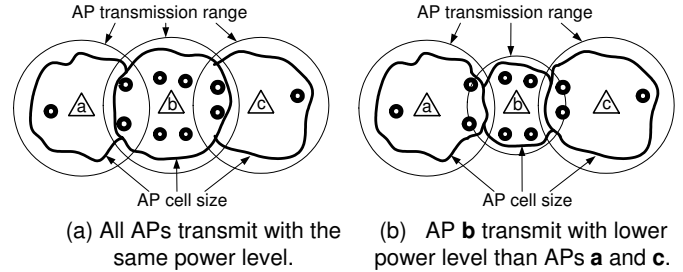 AP transmission range
AP transmission range
a
b
c
a
b
c
AP cell size
AP cell size
(a) All APs transmit with the
same power level.
(b) AP b transmit with lower
power level than APs a and c.